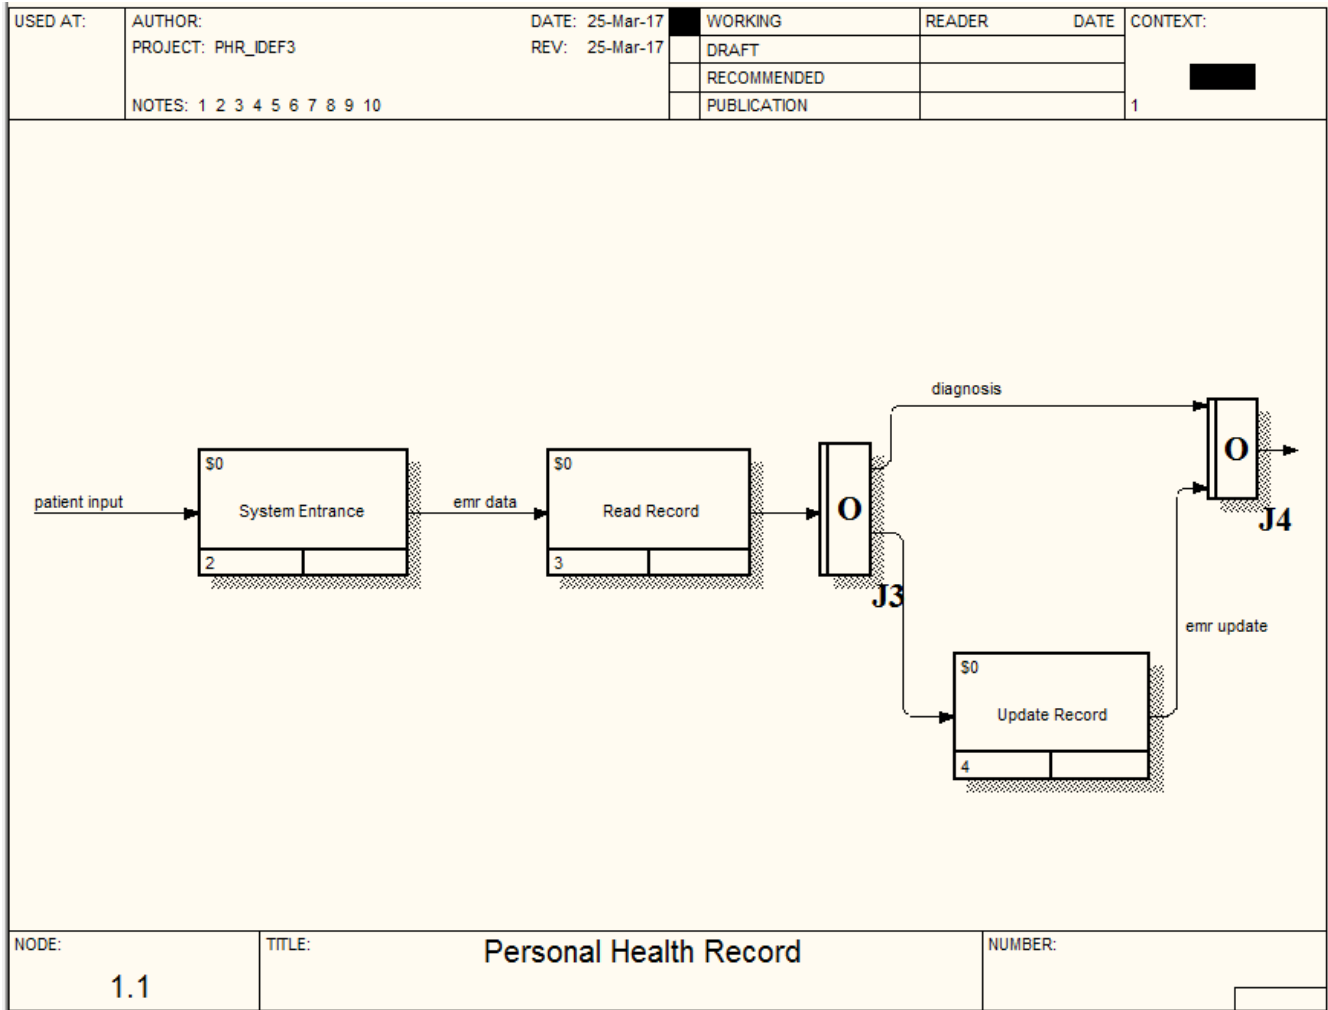 USED AT:
AUTHOR:
DATE: 25-Mar-17
WORKING
READER
DATE
CONTEXT:
PROJECT: PHR_IDEF3
REV: 25-Mar-17
DRAFT
RECOMMENDED
NOTES: 1 2 3 4 5 6 7 8 9 10
PUBLICATION
1
diagnosis
$0
System Entrance
2
patient input
emr data
$0
Read Record
3
O
J3
O
J4
emr update
$0
Update Record
4
NODE:
1.1
TITLE:
Personal Health Record
NUMBER: